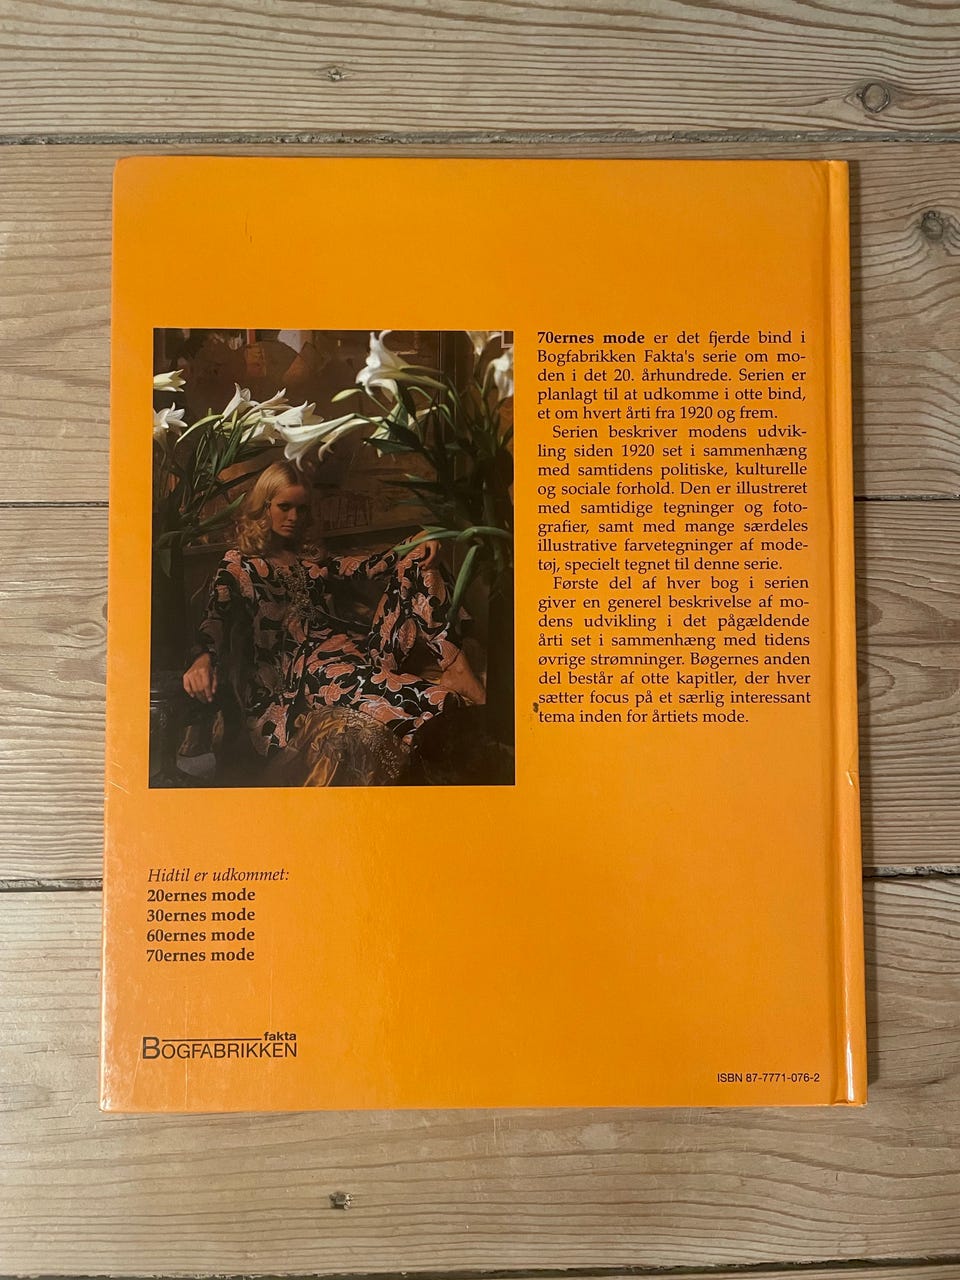 70ernes mode er det fjerde bind i
Bogfabrikken Fakta's serie om mo-
den i det 20. århundrede. Serien er
planlagt til at udkomme i otte bind,
et om hvert årti fra 1920 og frem.
Serien beskriver modens udvik-
ling siden 1920 set i sammenhæng
med samtidens politiske, kulturelle
og sociale forhold. Den er illustreret
med samtidige tegninger og foto-
grafier, samt med mange særdeles
illustrative farvetegninger af mode-
tøj, specielt tegnet til denne serie.
Første del af hver bog i serien
giver en generel beskrivelse af mo-
dens udvikling i det pågældende
årti set i sammenhæng med tidens
øvrige strømninger. Bøgernes anden
del består af otte kapitler, der hver
sætter focus på et særlig interessant
tema inden for årtiets mode.
Hidtil er udkommet:
20ernes mode
30ernes mode
60ernes mode
70ernes mode
fakta
BOGFABRIKKEN
ISBN 87-7771-076-2